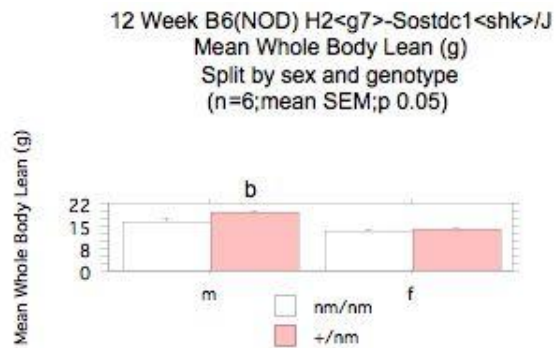 12 Week B6(NOD) H2<g7>-Sostdc1<shk>/J
Mean Whole Body Lean (g)
Split by sex and genotype
(n=6;mean SEM;p 0.05)
Mean Whole Body Lean (g)
b
22
15
8
0
m
f
nm/nm
+/nm